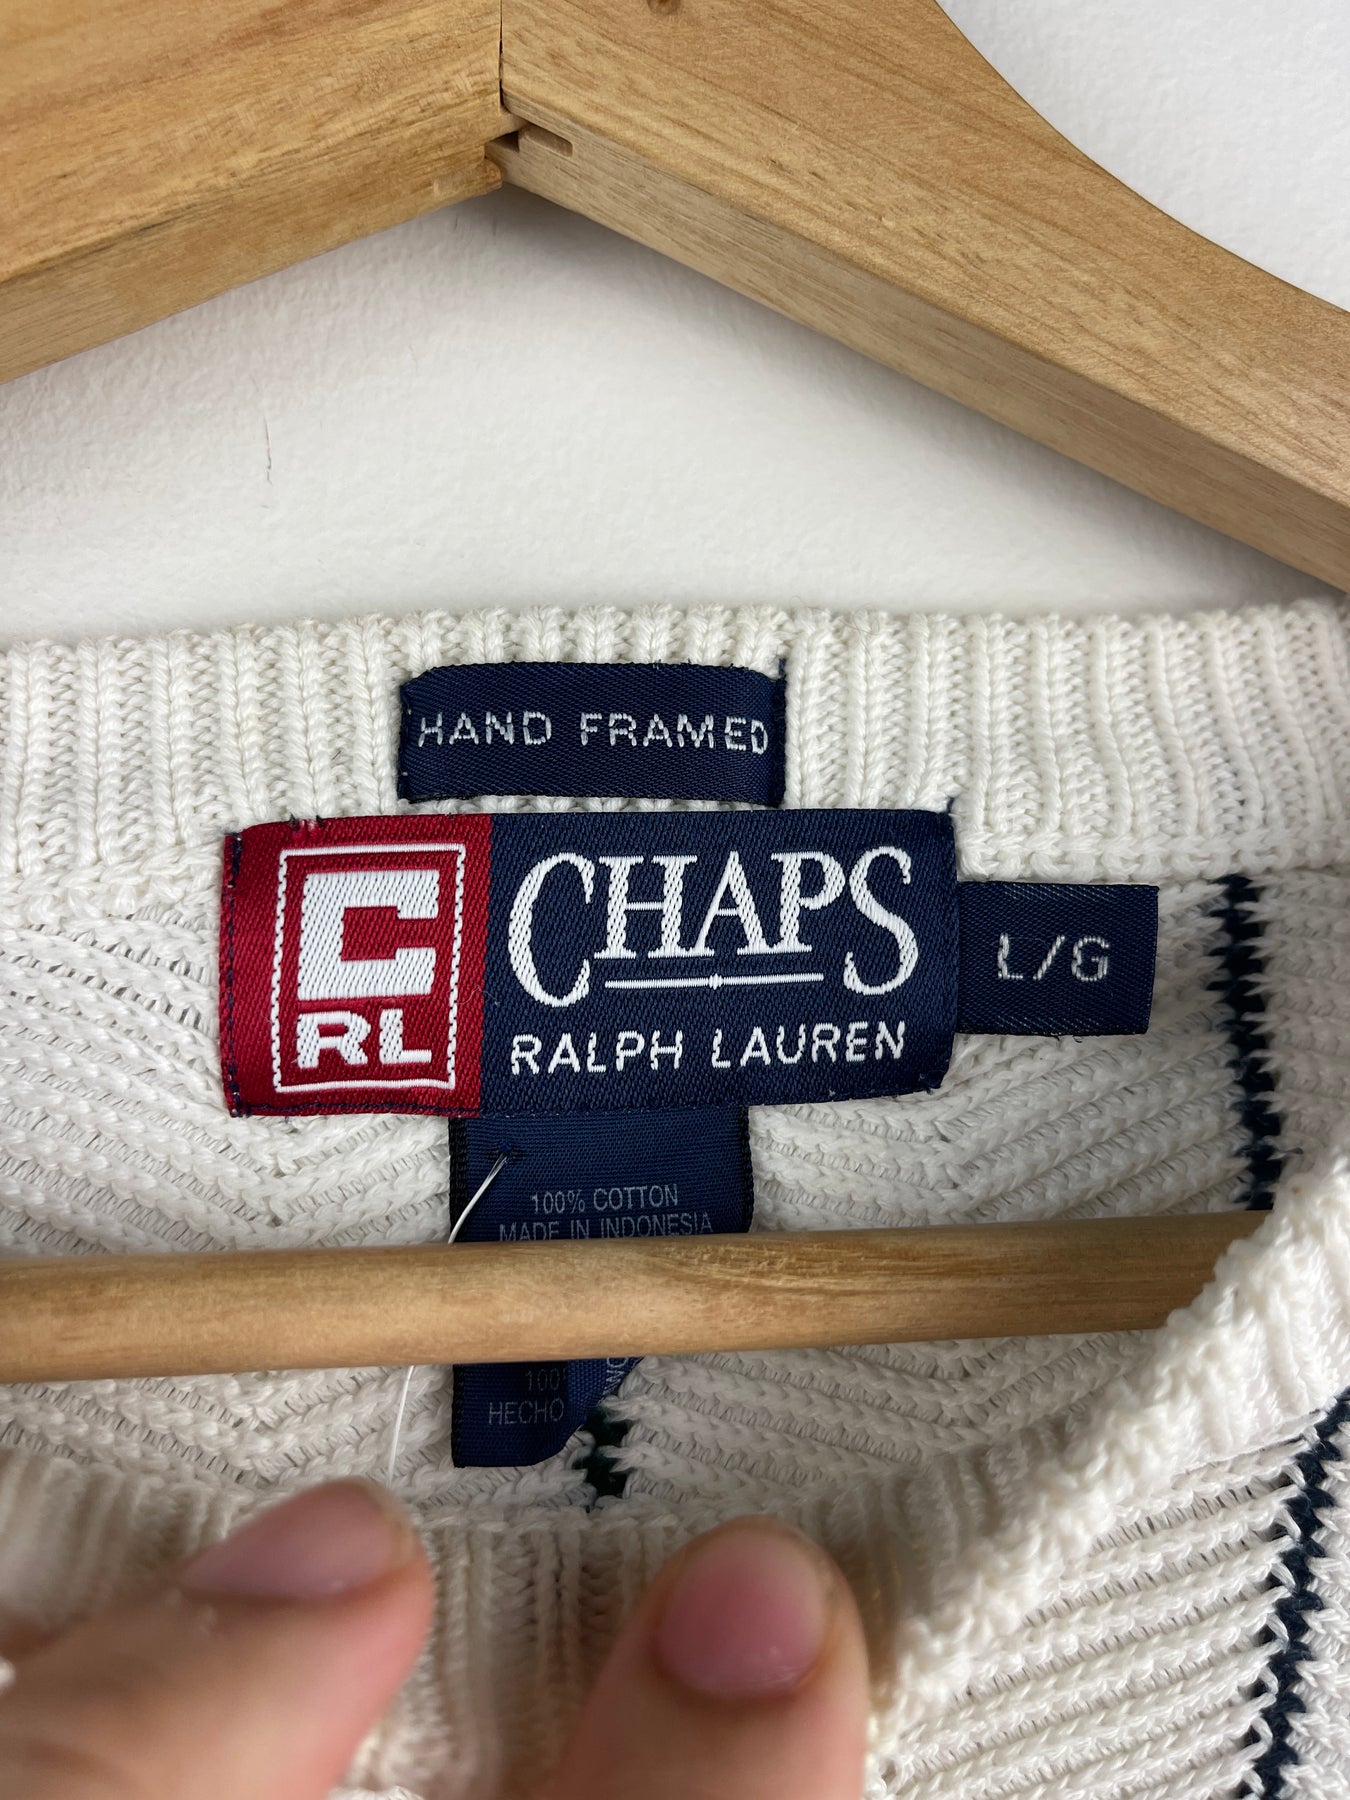 HAND FRAMED
C
RL
CHAPS
RALPH LAUREN
L/G
100% COTTON
MADE IN INDONESIA
100
HECHO